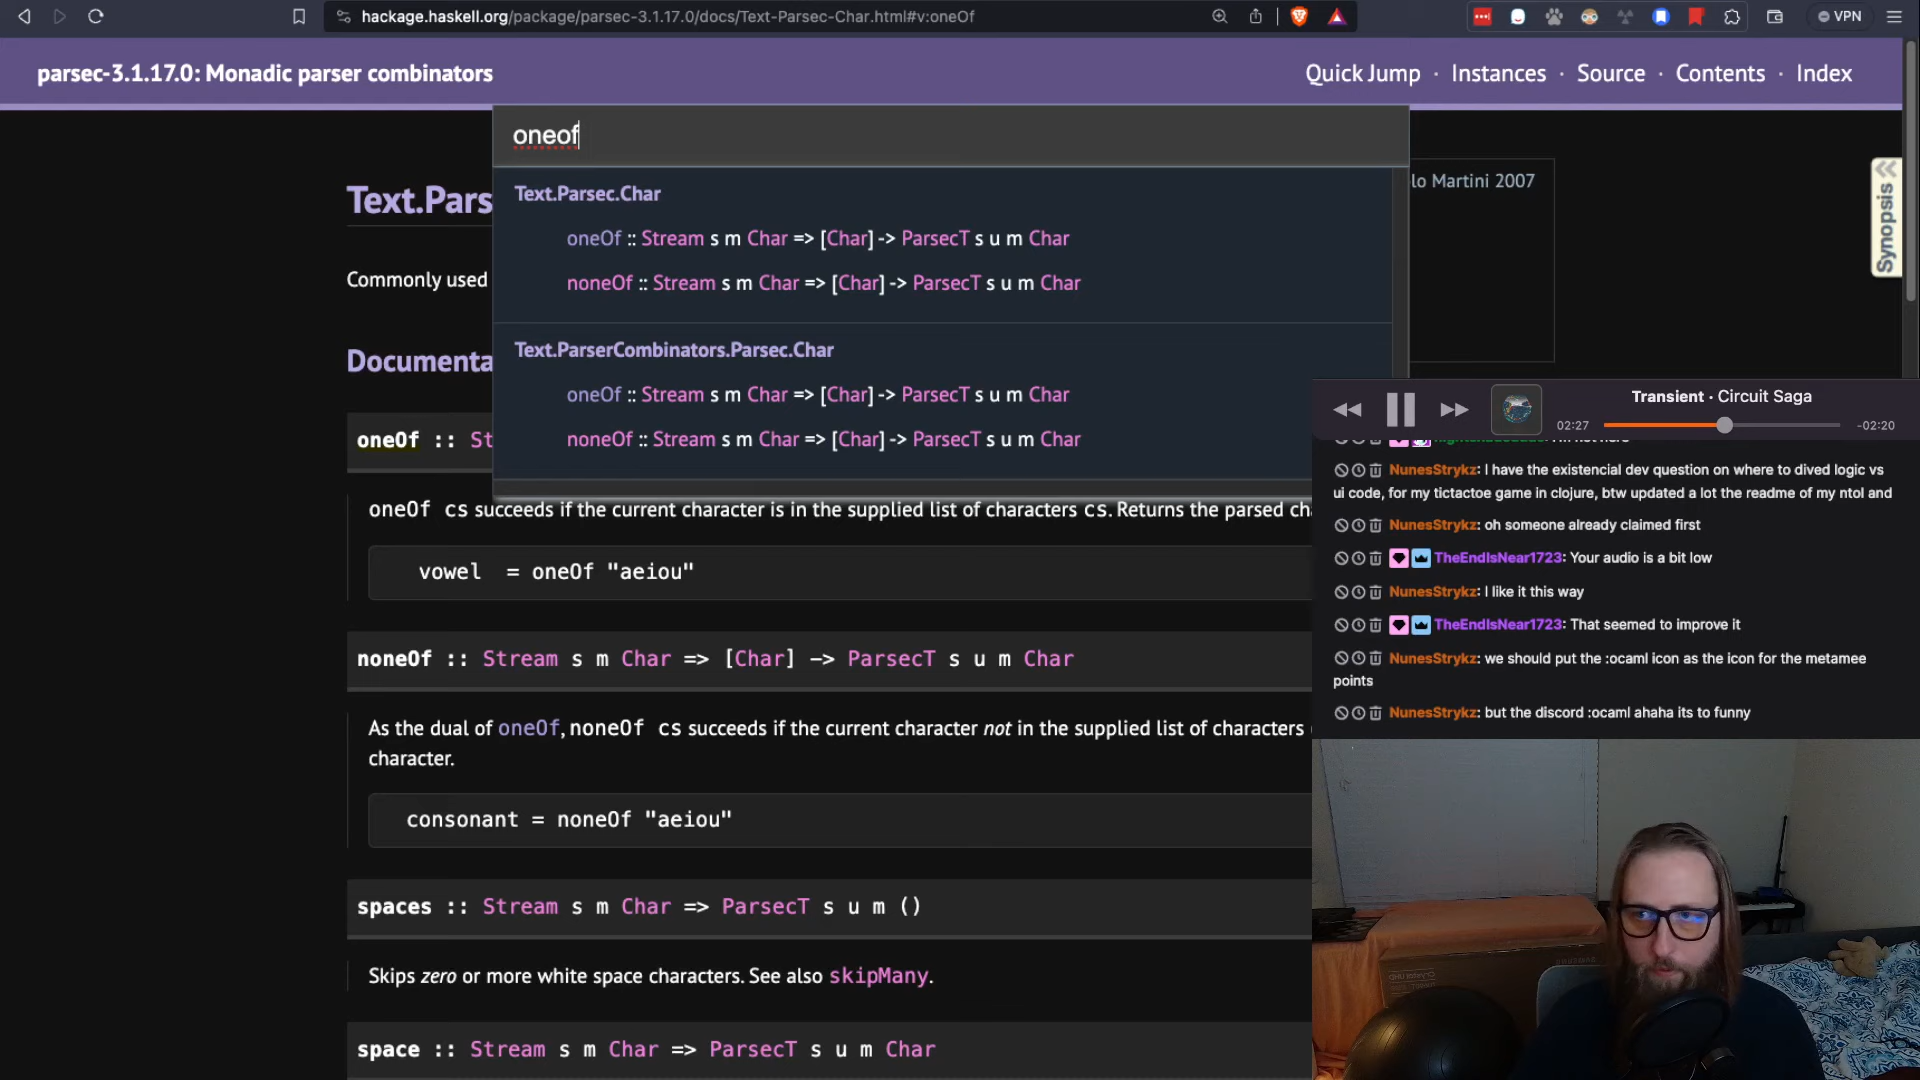 hackage.haskell.org/package/parsec-3.1.17.0/docs/Text-Parsec-Char.html#v:oneOf
VPN
parsec-3.1.17.0: Monadic parser combinators
Quick Jump · Instances · Source · Contents · Index
oneof
Text.Parsec.Char
oneOf :: Stream s m Char => [Char] -> ParsecT s u m Char
noneOf :: Stream s m Char => [Char] -> ParsecT s u m Char
Text.ParserCombinators.Parsec.Char
oneOf :: Stream s m Char => [Char] -> ParsecT s u m Char
noneOf :: Stream s m Char => [Char] -> ParsecT s u m Char
lo Martini 2007
Synopsis
Text.Pars
Commonly used
Documenta
oneOf :: St
oneOf cs succeeds if the current character is in the supplied list of characters cs. Returns the parsed cha
vowel = oneOf "aeiou"
noneOf :: Stream s m Char => [Char] -> ParsecT s u m Char
As the dual of oneOf, noneOf cs succeeds if the current character not in the supplied list of characters
character.
consonant = noneOf "aeiou"
spaces :: Stream s m Char => ParsecT s u m ()
Skips zero or more white space characters. See also skipMany.
space :: Stream s m Char => ParsecT s u m Char
Transient · Circuit Saga
02:27
-02:20
NunesStrykz: I have the existencial dev question on where to dived logic vs
ui code, for my tictactoe game in clojure, btw updated a lot the readme of my ntol and
NunesStrykz: oh someone already claimed first
TheEndIsNear1723: Your audio is a bit low
NunesStrykz: I like it this way
TheEndIsNear1723: That seemed to improve it
NunesStrykz: we should put the :ocaml icon as the icon for the metamee
points
NunesStrykz: but the discord :ocaml ahaha its to funny